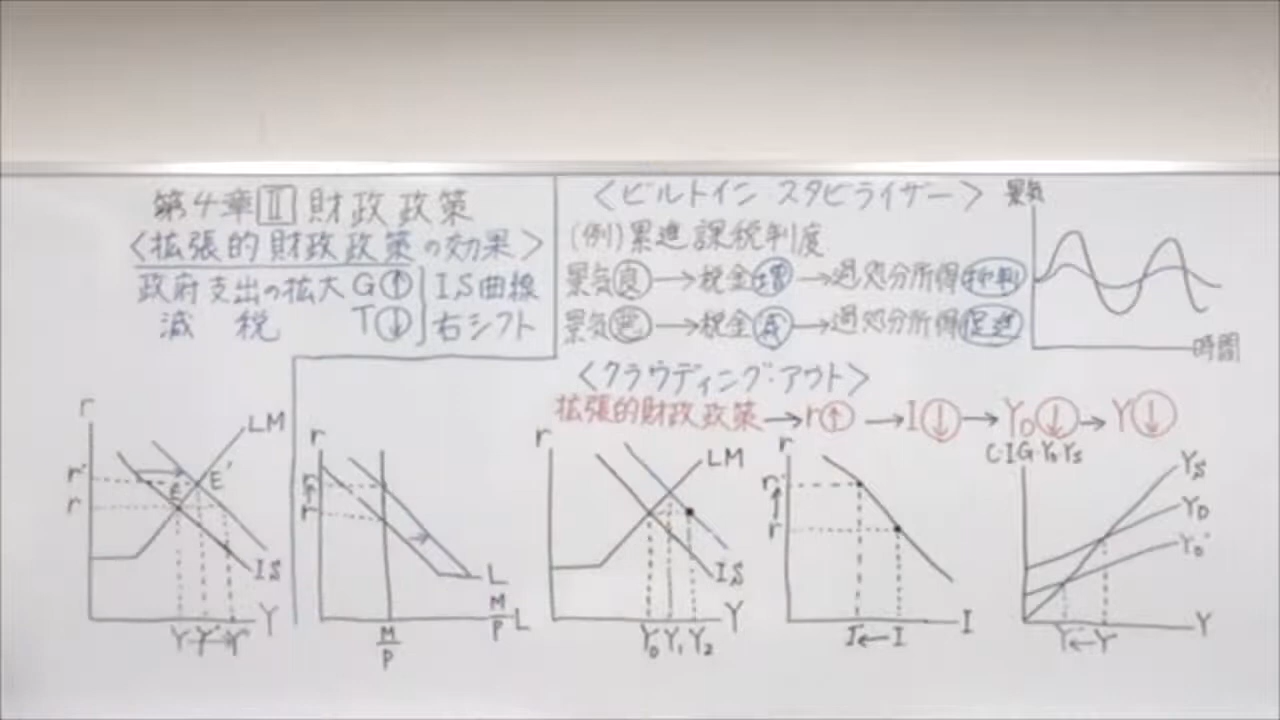 第4章 II 財政政策
<拡張的財政政策の効果>
政府支出の拡大 G↑ IS曲線
減 税 T↓ 右シフト
<ビルトイン スタビライザー>
(例)累進課税制度
景気良→税金増→過処分所得抑制
景気悪→税金減→過処分所得促進
景気
時間
<クラウディング・アウト>
拡張的財政政策→r↑→I↓→YD↓→Y↓
r
LM
r'
E'
r
E
IS
Y
r
r
L
M/P
M/P
L
r
LM
IS
Y
Y0 Y1 Y2
r
r'
↑
r
I
I'←I
C・I・G・YD・YS
YS
YD
YD'
Y
Y'←Y